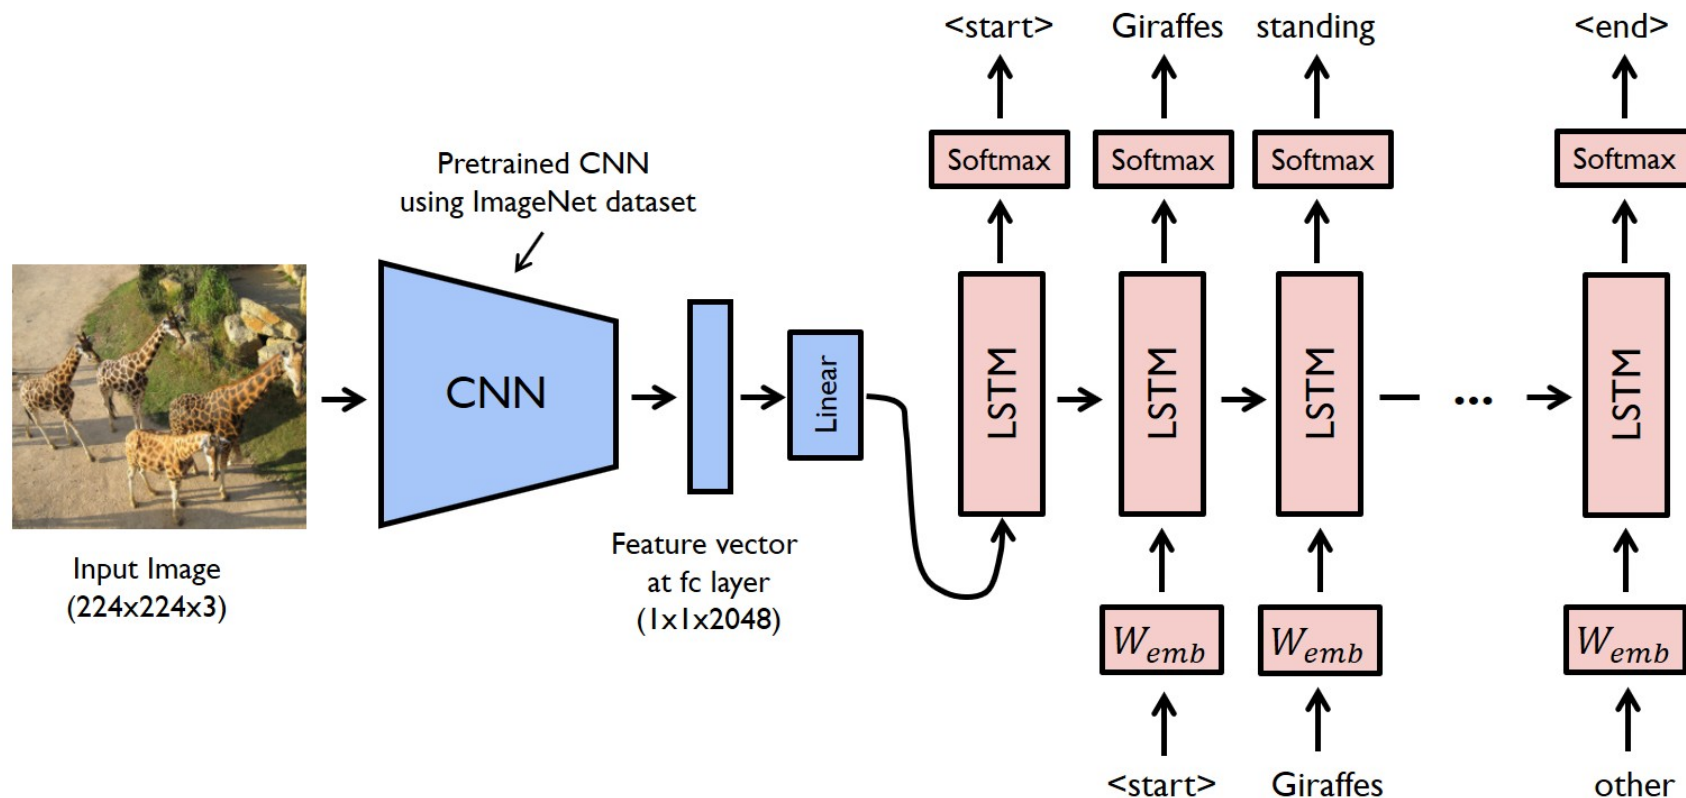 <start> Giraffes standing <end>
Softmax Softmax Softmax Softmax
Pretrained CNN
using ImageNet dataset
CNN
Linear
LSTM LSTM LSTM ... LSTM
Input Image
(224x224x3)
Feature vector
at fc layer
(1x1x2048)
W_emb W_emb W_emb
<start> Giraffes other